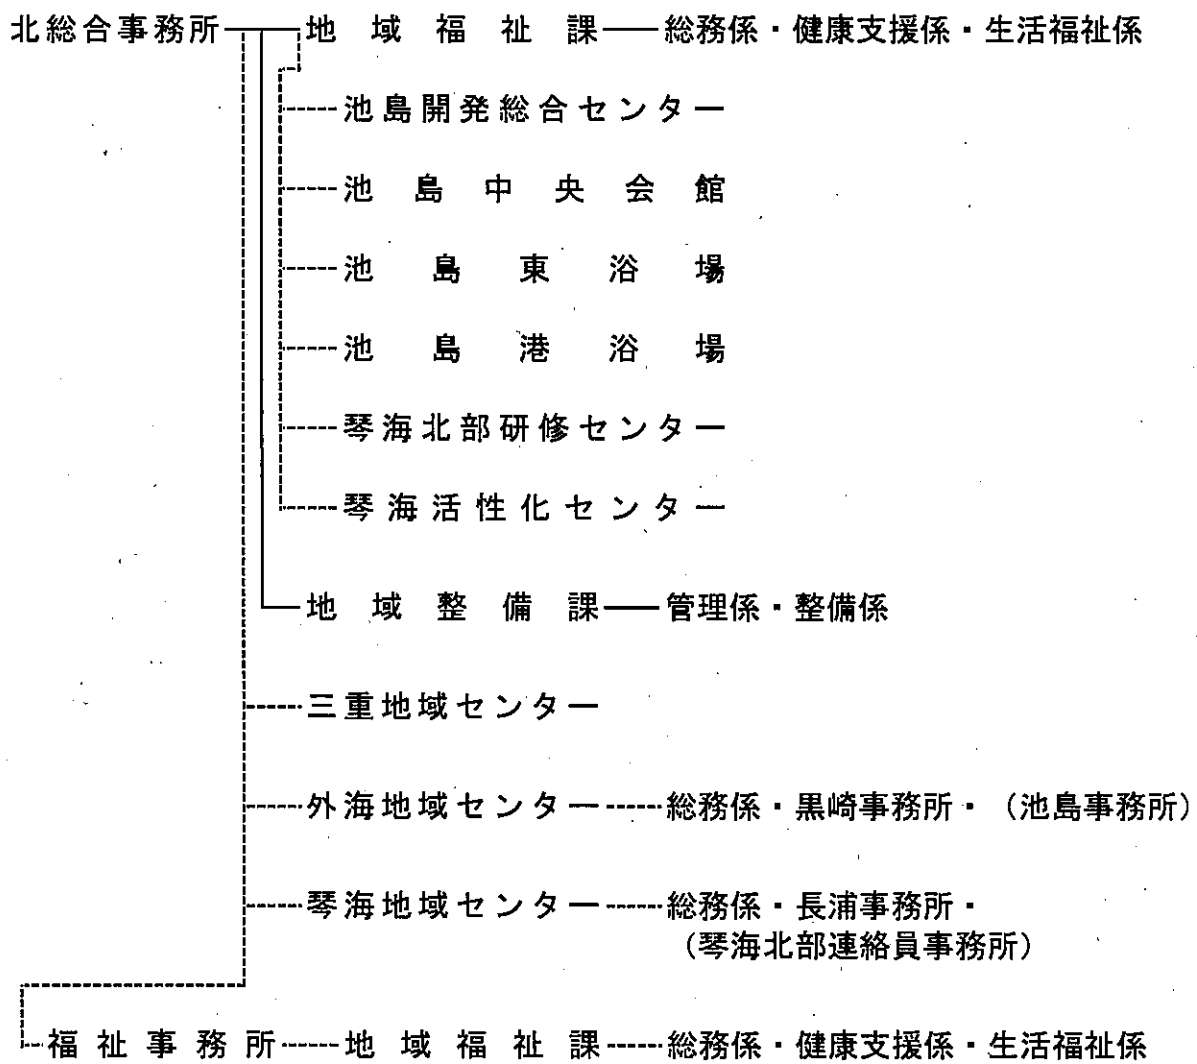 北総合事務所 地域福祉課 総務係・健康支援係・生活福祉係
池島開発総合センター
池島中央会館
池島東浴場
池島港浴場
琴海北部研修センター
琴海活性化センター
地域整備課 管理係・整備係
三重地域センター
外海地域センター 総務係・黒崎事務所・（池島事務所）
琴海地域センター 総務係・長浦事務所・
（琴海北部連絡員事務所）
福祉事務所 地域福祉課 総務係・健康支援係・生活福祉係